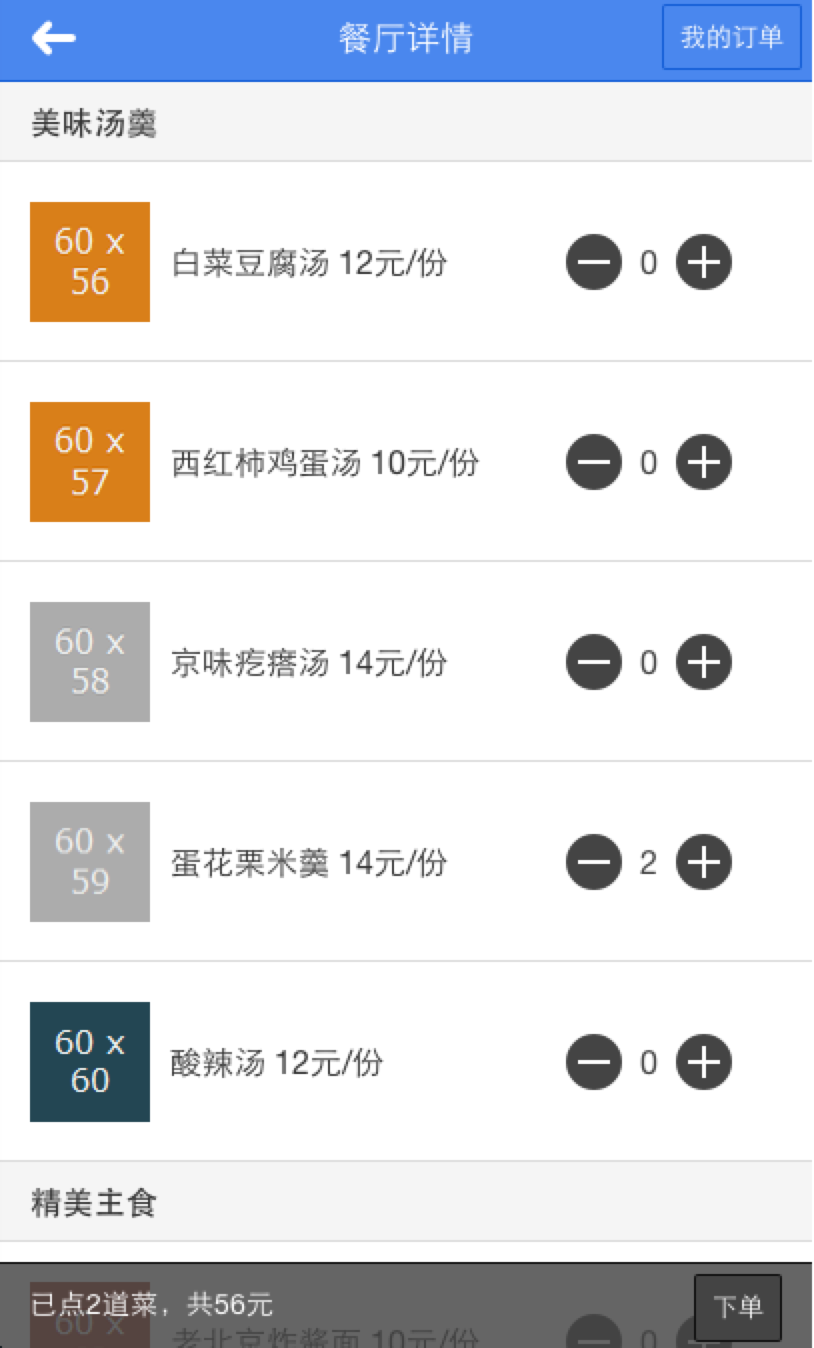 餐厅详情
我的订单
美味汤羹
60 x
56
白菜豆腐汤 12元/份
0
60 x
57
西红柿鸡蛋汤 10元/份
0
60 x
58
京味疙瘩汤 14元/份
0
60 x
59
蛋花栗米羹 14元/份
2
60 x
60
酸辣汤 12元/份
0
精美主食
已点2道菜，共56元
下单
60 x
老北京炸酱面 10元/份
0